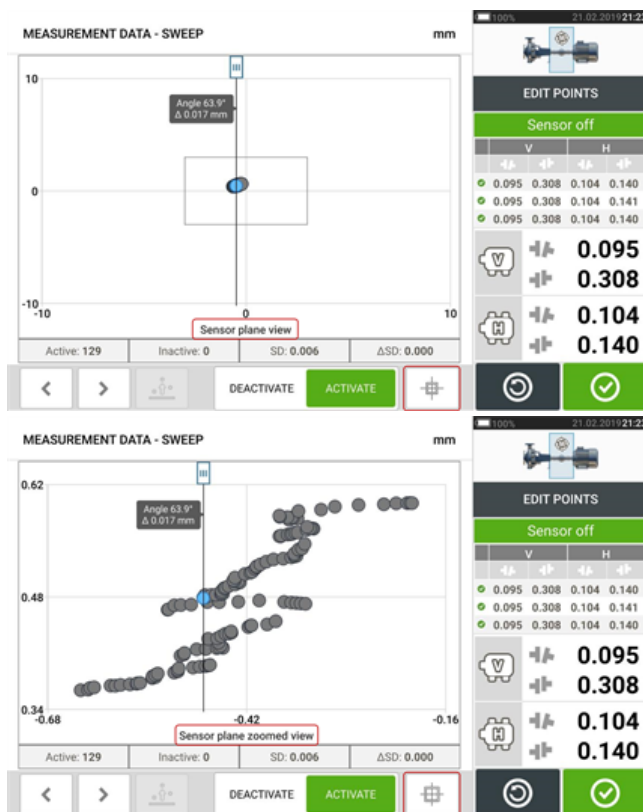 MEASUREMENT DATA - SWEEP mm
10
Angle 63.9°
Δ 0.017 mm
0
-10
-10 0 10
Sensor plane view
Active: 129 Inactive: 0 SD: 0.006 ΔSD: 0.000
DEACTIVATE ACTIVATE
100% 21.02.2019 21:22
EDIT POINTS
Sensor off
V H
0.095 0.308 0.104 0.140
0.095 0.308 0.104 0.141
0.095 0.308 0.104 0.140
V 0.095
0.308
H 0.104
0.140
MEASUREMENT DATA - SWEEP mm
0.62
Angle 63.9°
Δ 0.017 mm
0.48
0.34
-0.68 -0.42 -0.16
Sensor plane zoomed view
Active: 129 Inactive: 0 SD: 0.006 ΔSD: 0.000
DEACTIVATE ACTIVATE
100% 21.02.2019
EDIT POINTS
Sensor off
V H
0.095 0.308 0.104 0.140
0.095 0.308 0.104 0.141
0.095 0.308 0.104 0.140
V 0.095
0.308
H 0.104
0.140